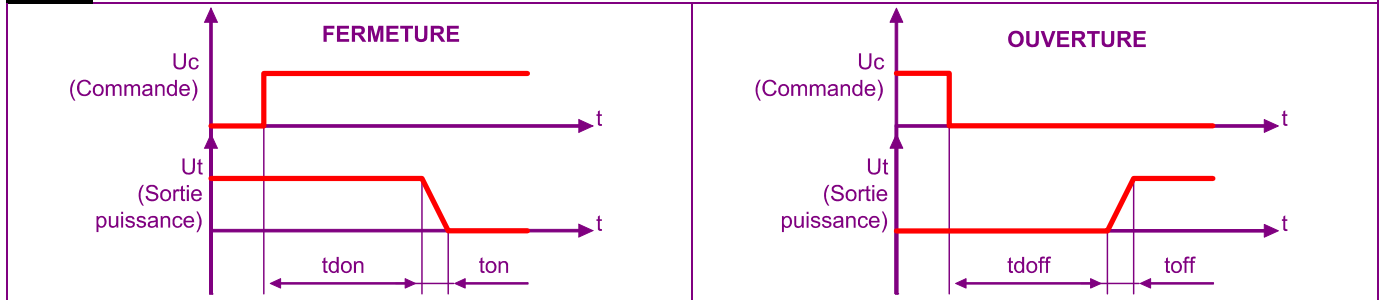 FERMETURE
Uc
(Commande)
t
Ut
(Sortie
puissance)
t
tdon
ton
OUVERTURE
Uc
(Commande)
t
Ut
(Sortie
puissance)
t
tdoff
toff